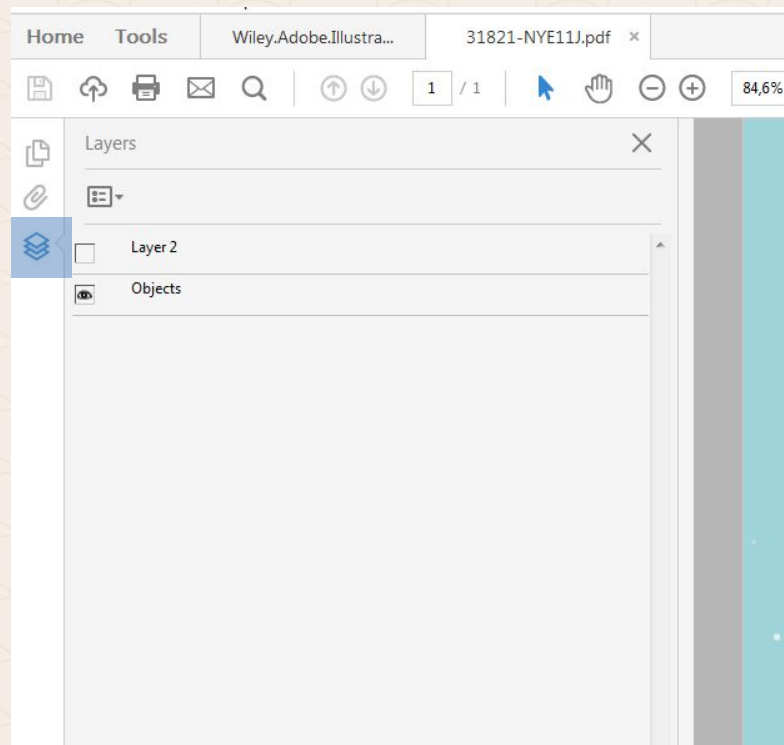 Home Tools Wiley.Adobe.Illustra... 31821-NYE11J.pdf ×
1 / 1 84,6%
Layers
Layer 2
Objects